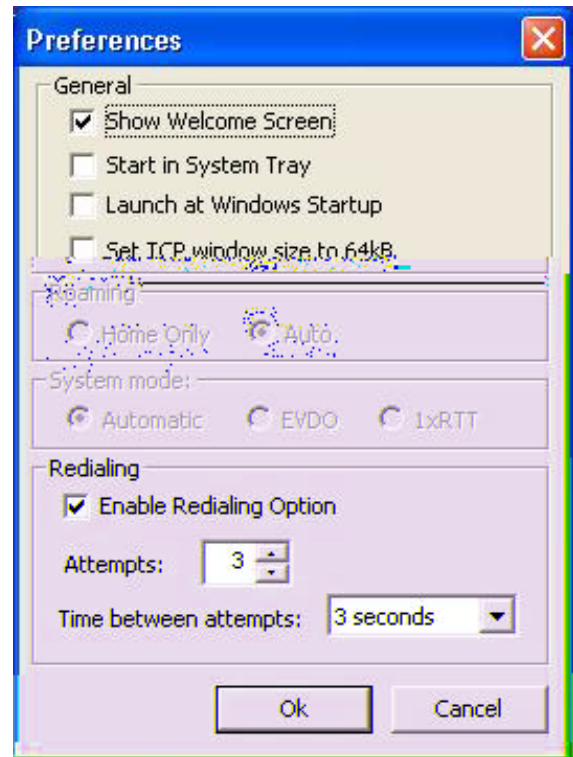 Preferences
General
Show Welcome Screen
Start in System Tray
Launch at Windows Startup
Set TCP window size to 64kB.
Roaming
Home Only Auto
System mode:
Automatic EVDO 1xRTT
Redialing
Enable Redialing Option
Attempts: 3
Time between attempts: 3 seconds
Ok Cancel